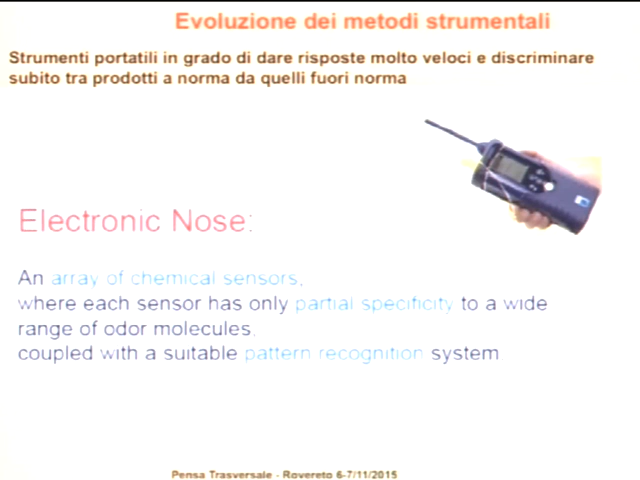 Evoluzione dei metodi strumentali
Strumenti portatili in grado di dare risposte molto veloci e discriminare
subito tra prodotti a norma da quelli fuori norma
Electronic Nose:
An array of chemical sensors,
where each sensor has only partial specificity to a wide
range of odor molecules,
coupled with a suitable pattern recognition system
Pensa Trasversale - Rovereto 6-7/11/2015